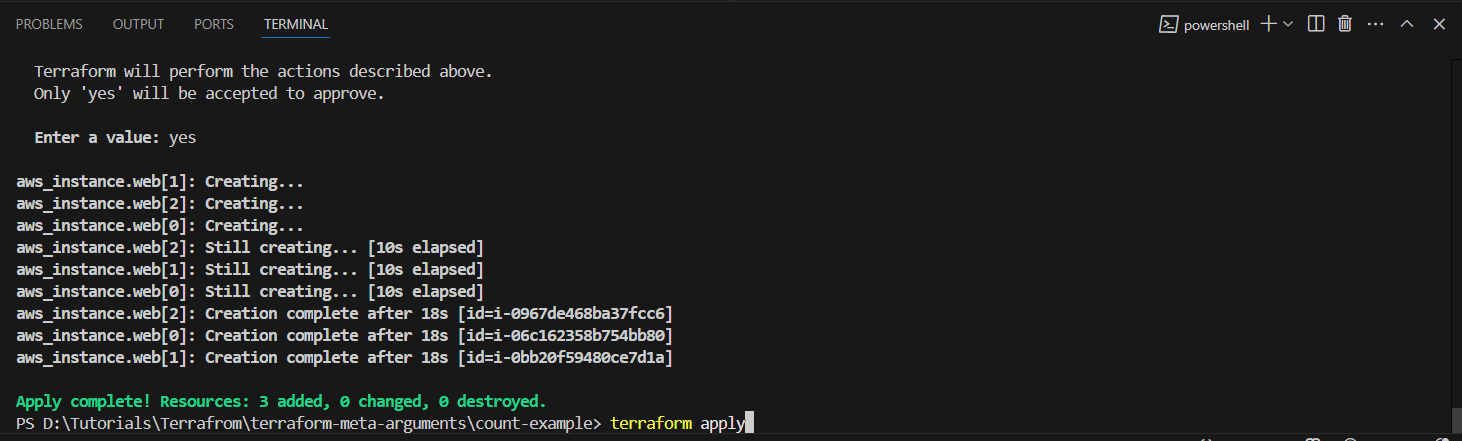 PROBLEMS OUTPUT PORTS TERMINAL powershell
Terraform will perform the actions described above.
Only 'yes' will be accepted to approve.
Enter a value: yes
aws_instance.web[1]: Creating...
aws_instance.web[2]: Creating...
aws_instance.web[0]: Creating...
aws_instance.web[2]: Still creating... [10s elapsed]
aws_instance.web[1]: Still creating... [10s elapsed]
aws_instance.web[0]: Still creating... [10s elapsed]
aws_instance.web[2]: Creation complete after 18s [id=i-0967de468ba37fcc6]
aws_instance.web[0]: Creation complete after 18s [id=i-06c162358b754bb80]
aws_instance.web[1]: Creation complete after 18s [id=i-0bb20f59480ce7d1a]
Apply complete! Resources: 3 added, 0 changed, 0 destroyed.
PS D:\Tutorials\Terrafrom\terraform-meta-arguments\count-example> terraform apply